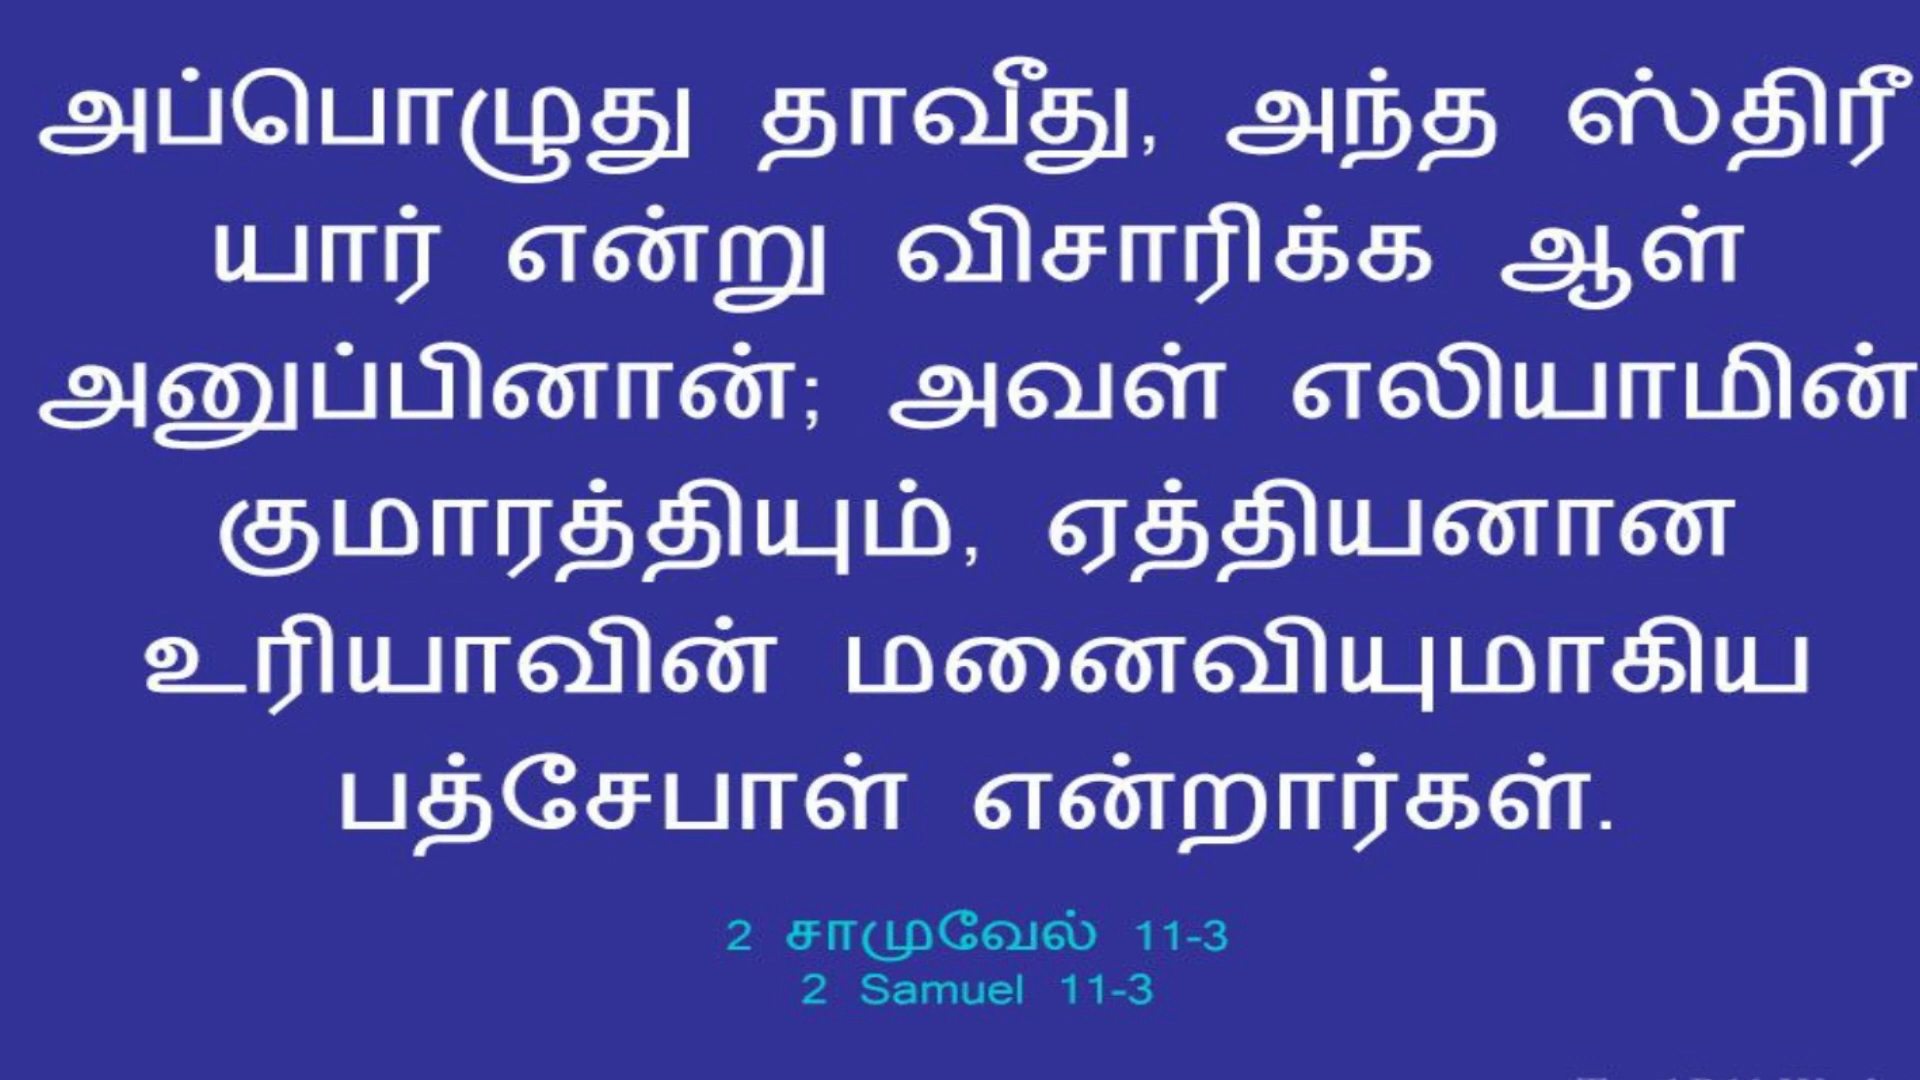 அப்பொழுது தாவீது, அந்த ஸ்திரீ
யார் என்று விசாரிக்க ஆள்
அனுப்பினான்; அவள் எலியாமின்
குமாரத்தியும், ஏத்தியனான
உரியாவின் மனைவியுமாகிய
பத்சேபாள் என்றார்கள்.
2 சாமுவேல் 11-3
2 Samuel 11-3